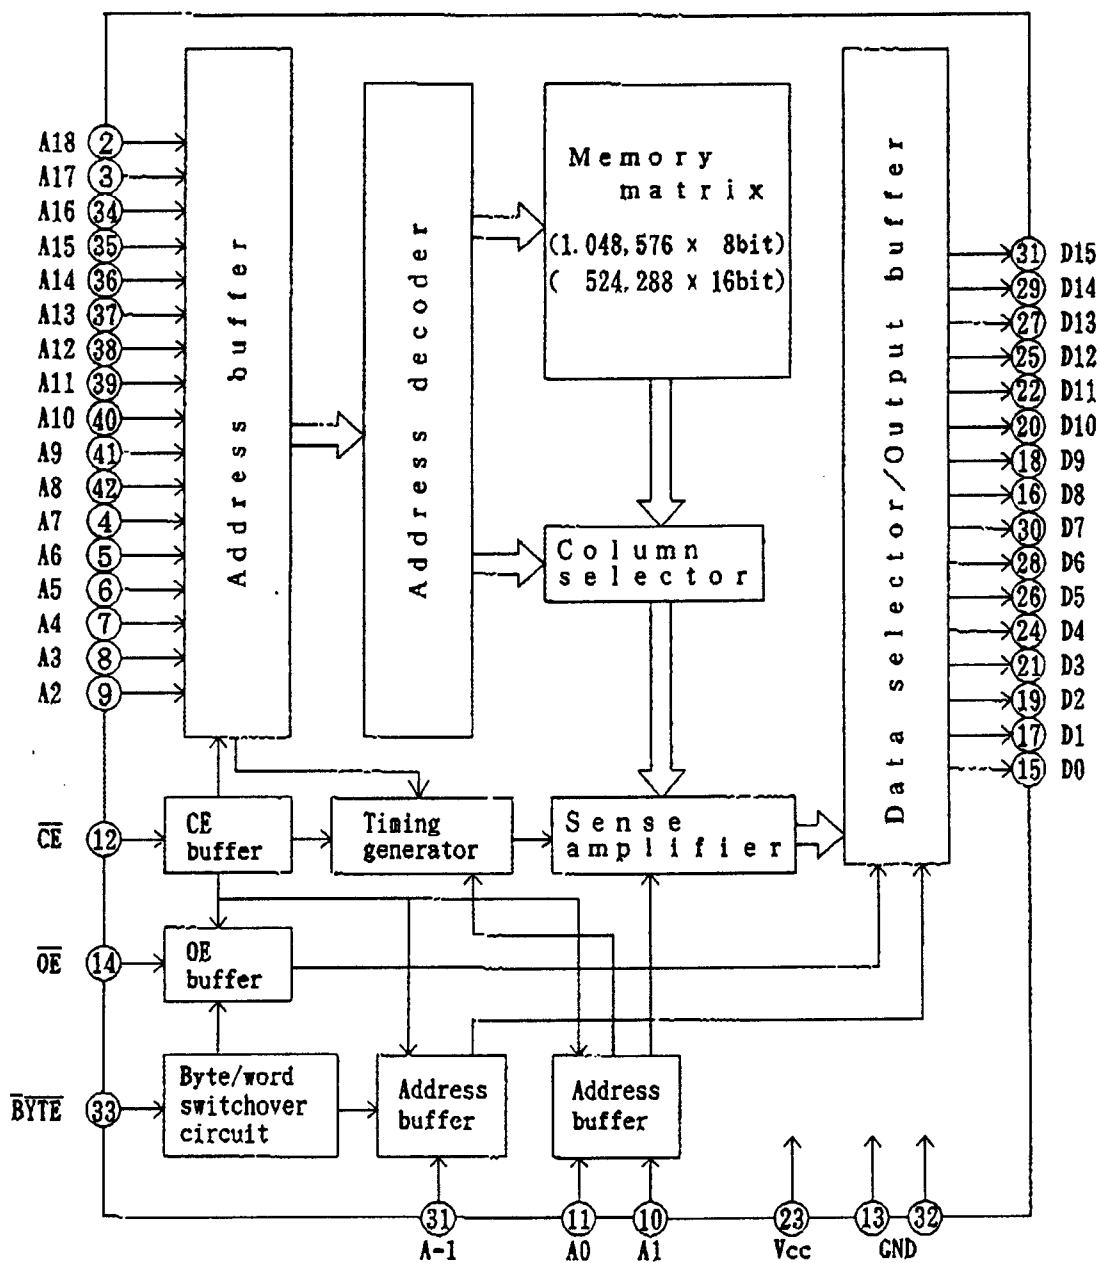 A18 2
A17 3
A16 34
A15 35
A14 36
A13 37
A12 38
A11 39
A10 40
A9 41
A8 42
A7 4
A6 5
A5 6
A4 7
A3 8
A2 9
C̅E̅ 12
O̅E̅ 14
B̅Y̅T̅E̅ 33
Address buffer
Address decoder
Memory
matrix
(1.048,576 × 8bit)
( 524,288 × 16bit)
Column
selector
Data selector/Output buffer
CE
buffer
Timing
generator
Sense
amplifier
OE
buffer
Byte/word
switchover
circuit
Address
buffer
Address
buffer
31 D15
29 D14
27 D13
25 D12
22 D11
20 D10
18 D9
16 D8
30 D7
28 D6
26 D5
24 D4
21 D3
19 D2
17 D1
15 D0
31
A-1
11
A0
10
A1
23
Vcc
13 32
GND